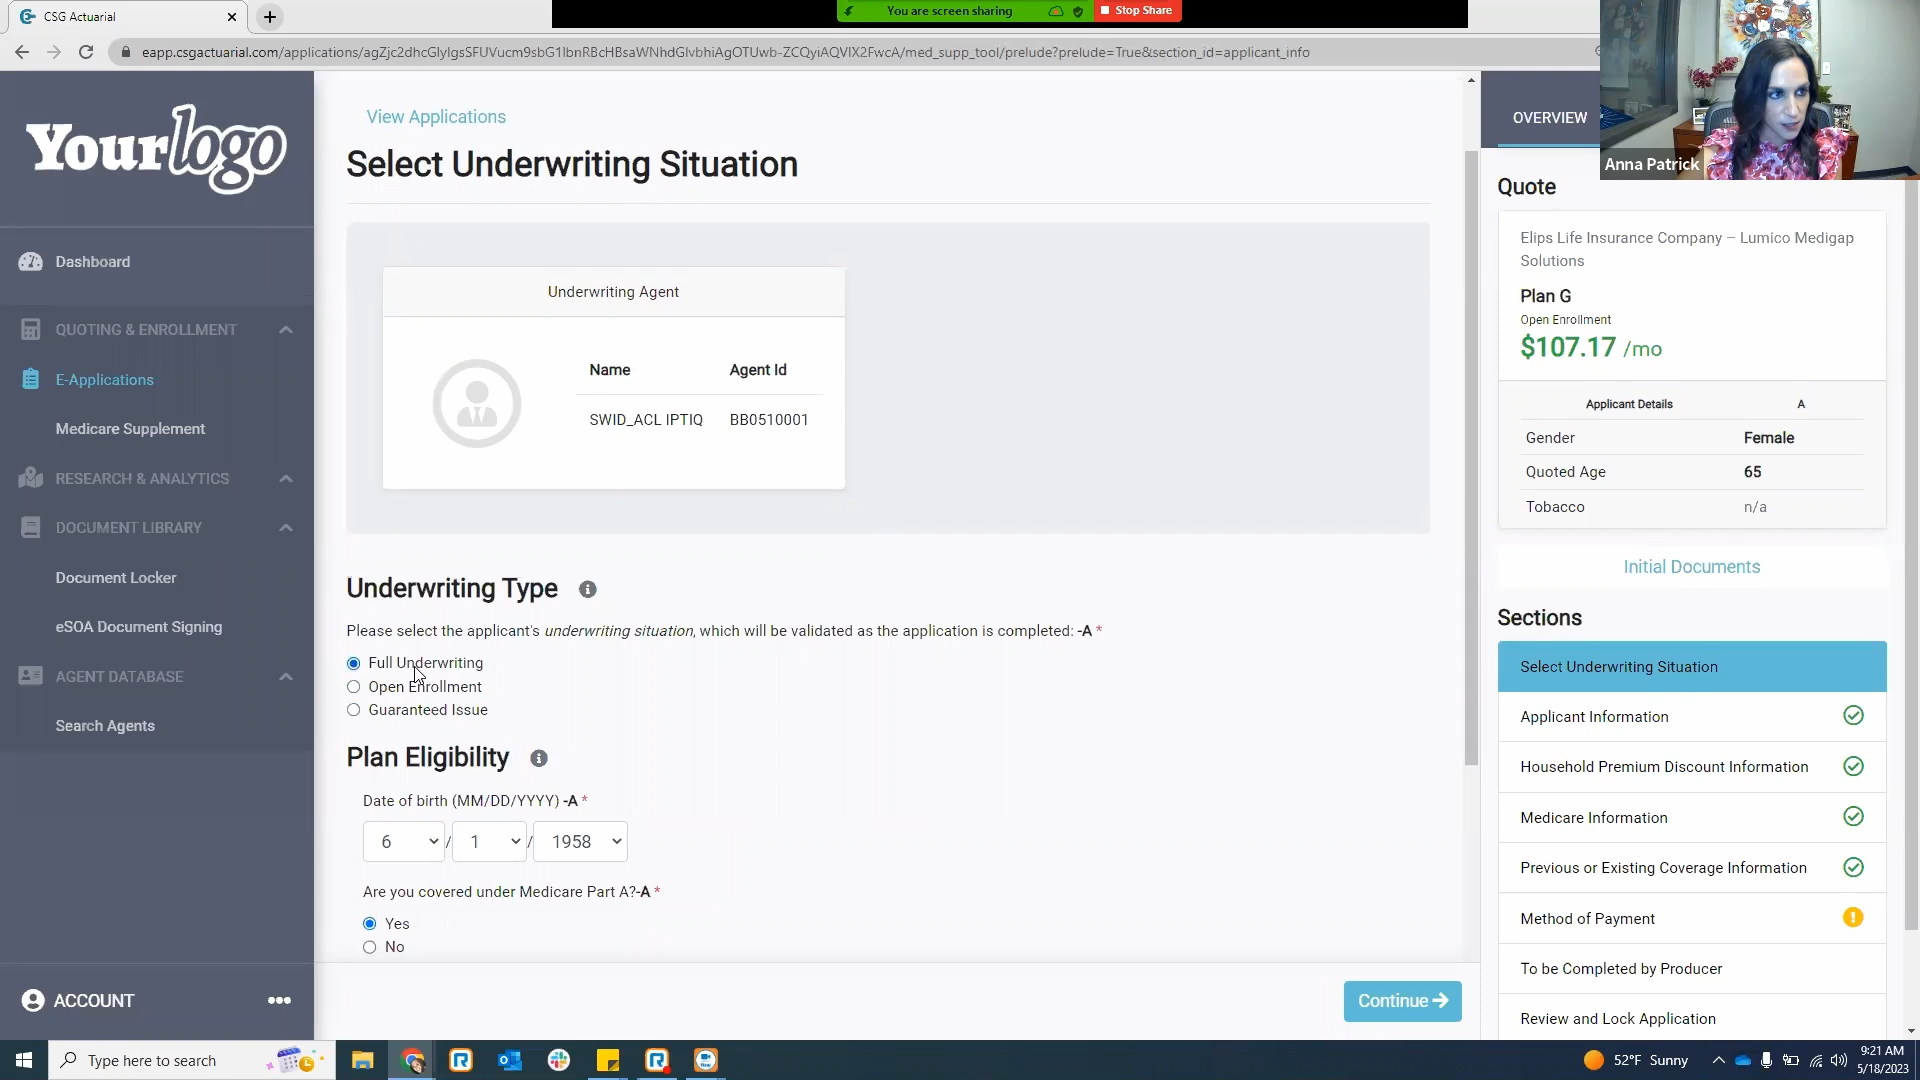 CSG Actuarial
You are screen sharing
Stop Share
eapp.csgactuarial.com/applications/agZjc2dhcGlyIgsSFUVucm9sbG1lbnRBcHBsaWNhdGlvbhiAgOTUwb-ZCQyiAQVIX2FwcA/med_supp_tool/prelude?prelude=True&section_id=applicant_info
Anna Patrick
Yourlogo
Dashboard
QUOTING & ENROLLMENT
E-Applications
Medicare Supplement
RESEARCH & ANALYTICS
DOCUMENT LIBRARY
Document Locker
eSOA Document Signing
AGENT DATABASE
Search Agents
ACCOUNT
View Applications
Select Underwriting Situation
Underwriting Agent
Name Agent Id
SWID_ACL IPTIQ BB0510001
Underwriting Type
Please select the applicant's underwriting situation, which will be validated as the application is completed: -A *
Full Underwriting
Open Enrollment
Guaranteed Issue
Plan Eligibility
Date of birth (MM/DD/YYYY) -A *
6 / 1 / 1958
Are you covered under Medicare Part A?-A *
Yes
No
Continue
OVERVIEW
Quote
Elips Life Insurance Company – Lumico Medigap
Solutions
Plan G
Open Enrollment
$107.17 /mo
Applicant Details A
Gender Female
Quoted Age 65
Tobacco n/a
Initial Documents
Sections
Select Underwriting Situation
Applicant Information
Household Premium Discount Information
Medicare Information
Previous or Existing Coverage Information
Method of Payment
To be Completed by Producer
Review and Lock Application
Type here to search
52°F Sunny
9:21 AM
5/18/2023